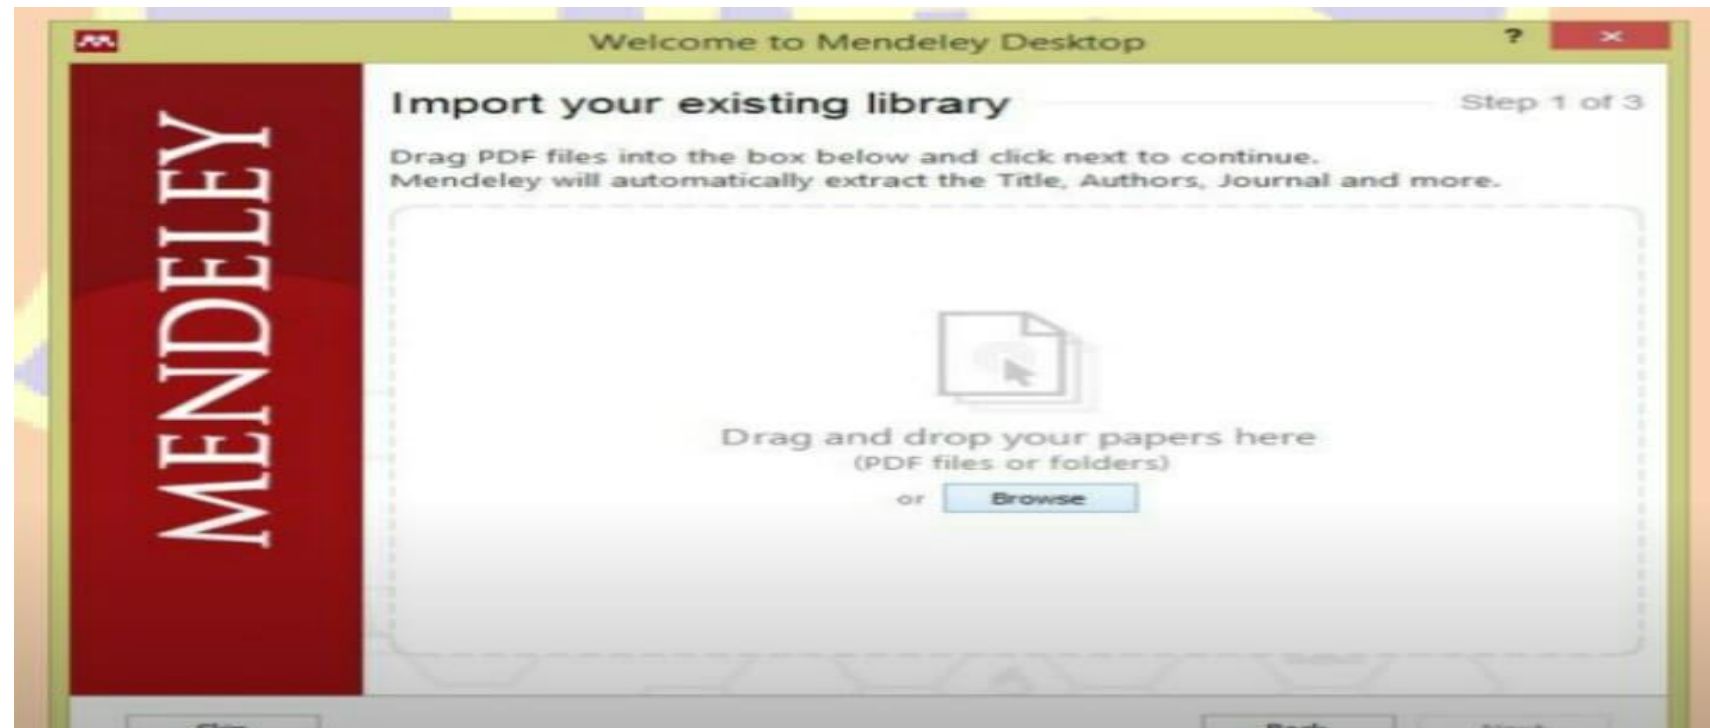 Welcome to Mendeley Desktop
?
MENDELEY
Import your existing library
Step 1 of 3
Drag PDF files into the box below and click next to continue.
Mendeley will automatically extract the Title, Authors, Journal and more.
Drag and drop your papers here
(PDF files or folders)
or Browse